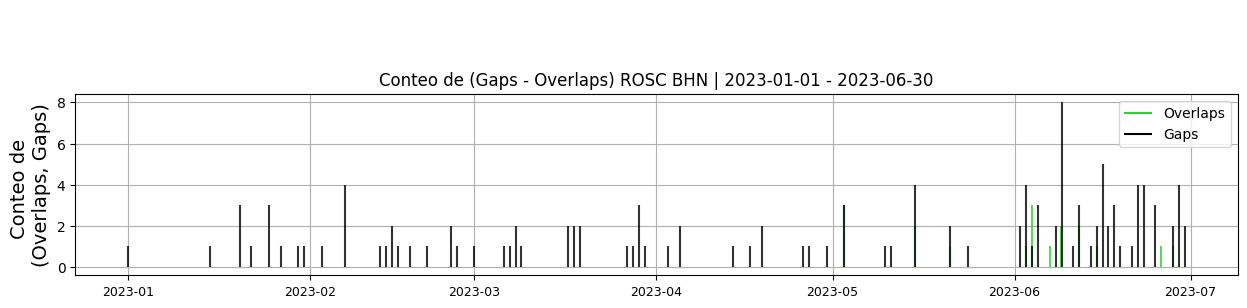 Conteo de (Gaps - Overlaps) ROSC BHN | 2023-01-01 - 2023-06-30
Conteo de
(Overlaps, Gaps)
8
6
4
2
0
Overlaps
Gaps
2023-01 2023-02 2023-03 2023-04 2023-05 2023-06 2023-07